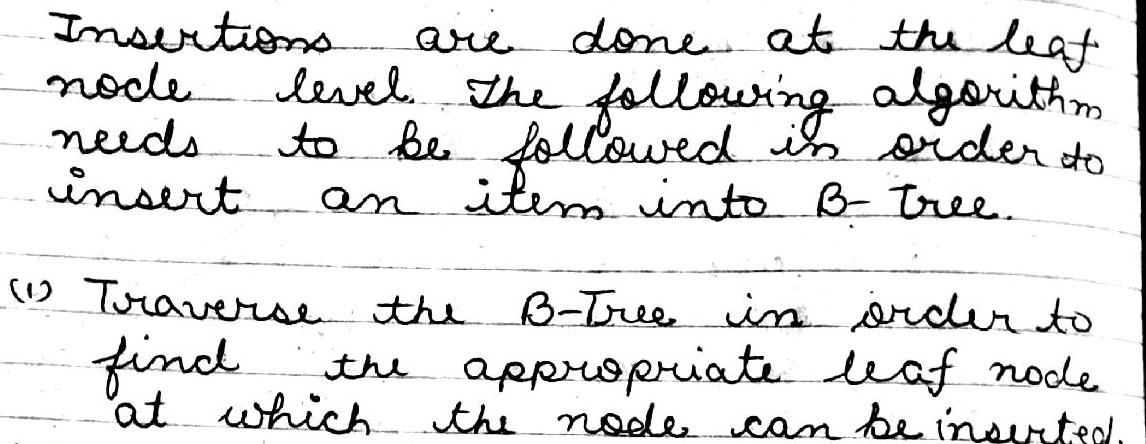 Insertions are done at the leaf
node level. The following algorithm
needs to be followed in order to
insert an item into B-Tree.
(1) Traverse the B-Tree in order to
find the appropriate leaf node
at which the node can be inserted.